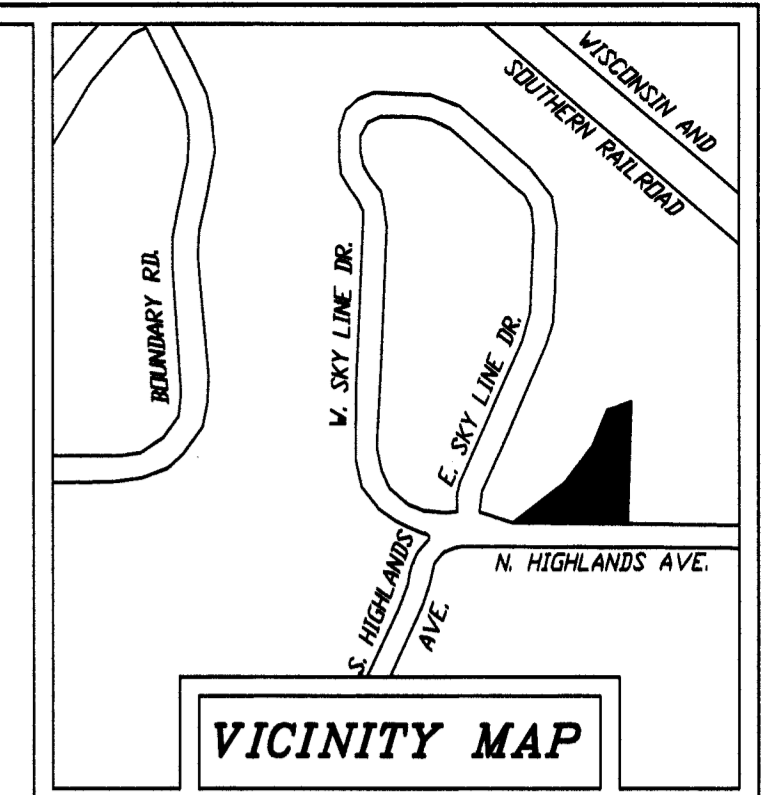 WISCONSIN AND
SOUTHERN RAILROAD
BOUNDARY RD.
W. SKY LINE DR.
E. SKY LINE DR.
N. HIGHLANDS AVE.
S. HIGHLANDS
AVE.
VICINITY MAP